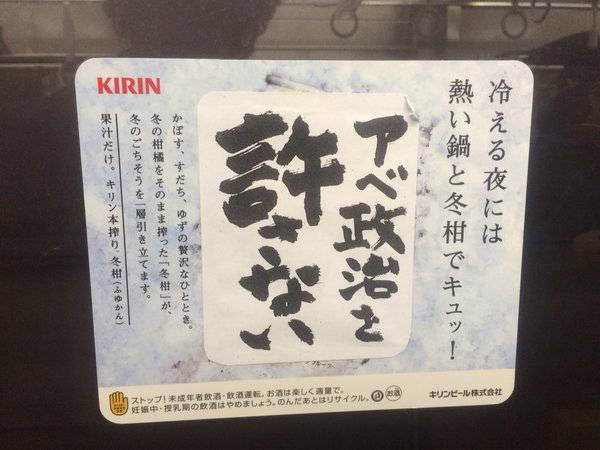 KIRIN
冷える夜には
熱い鍋と冬柑でキュッ!
アベ政治を
許さない
かぼす、すだち、ゆずの贅沢なひととき。
冬の柑橘をそのまま搾った「冬柑」が、
冬のごちそうを一層引き立てます。
果汁だけ。キリン本搾り 冬柑(ふゆかん)
ストップ!未成年者飲酒・飲酒運転。お酒は楽しく適量で。
妊娠中・授乳期の飲酒はやめましょう。のんだあとはリサイクル。
お酒
キリンビール株式会社